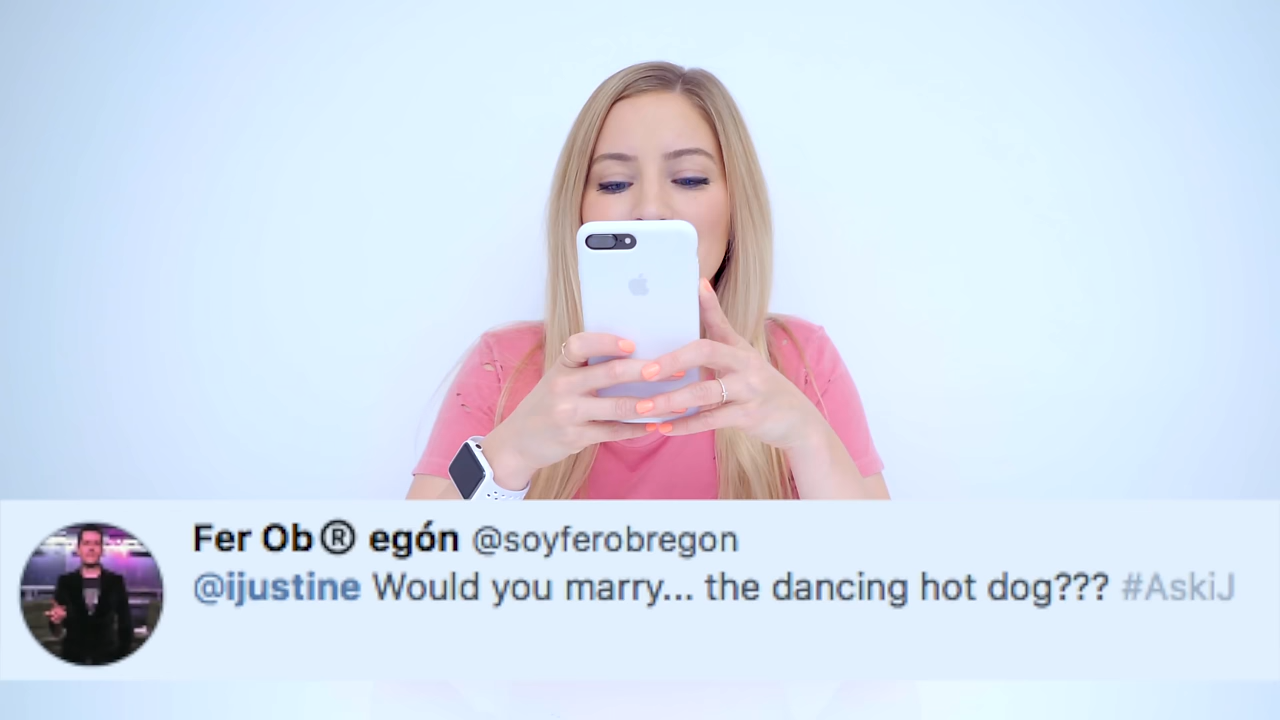 Fer Ob® egón @soyferobregon
@ijustine Would you marry... the dancing hot dog??? #AskiJ